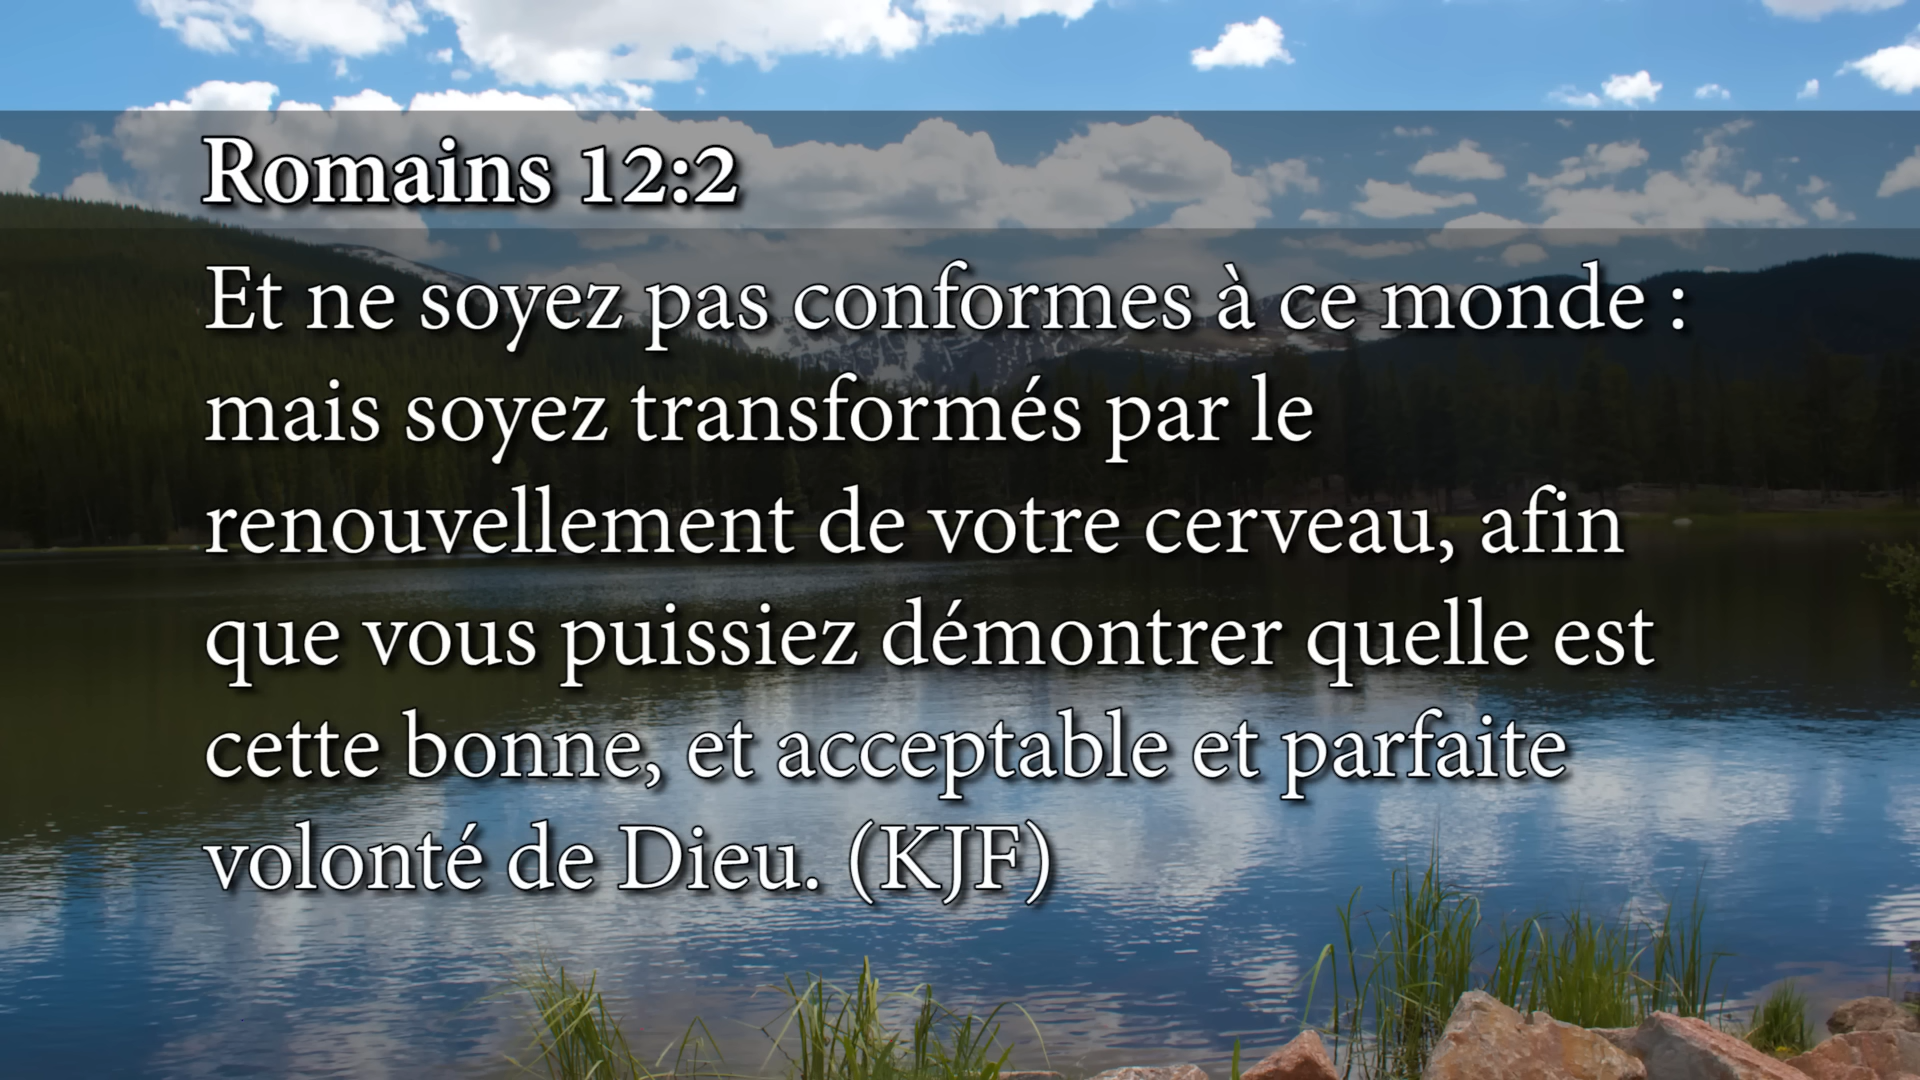 Romains 12:2
Et ne soyez pas conformes à ce monde :
mais soyez transformés par le
renouvellement de votre cerveau, afin
que vous puissiez démontrer quelle est
cette bonne, et acceptable et parfaite
volonté de Dieu. (KJF)